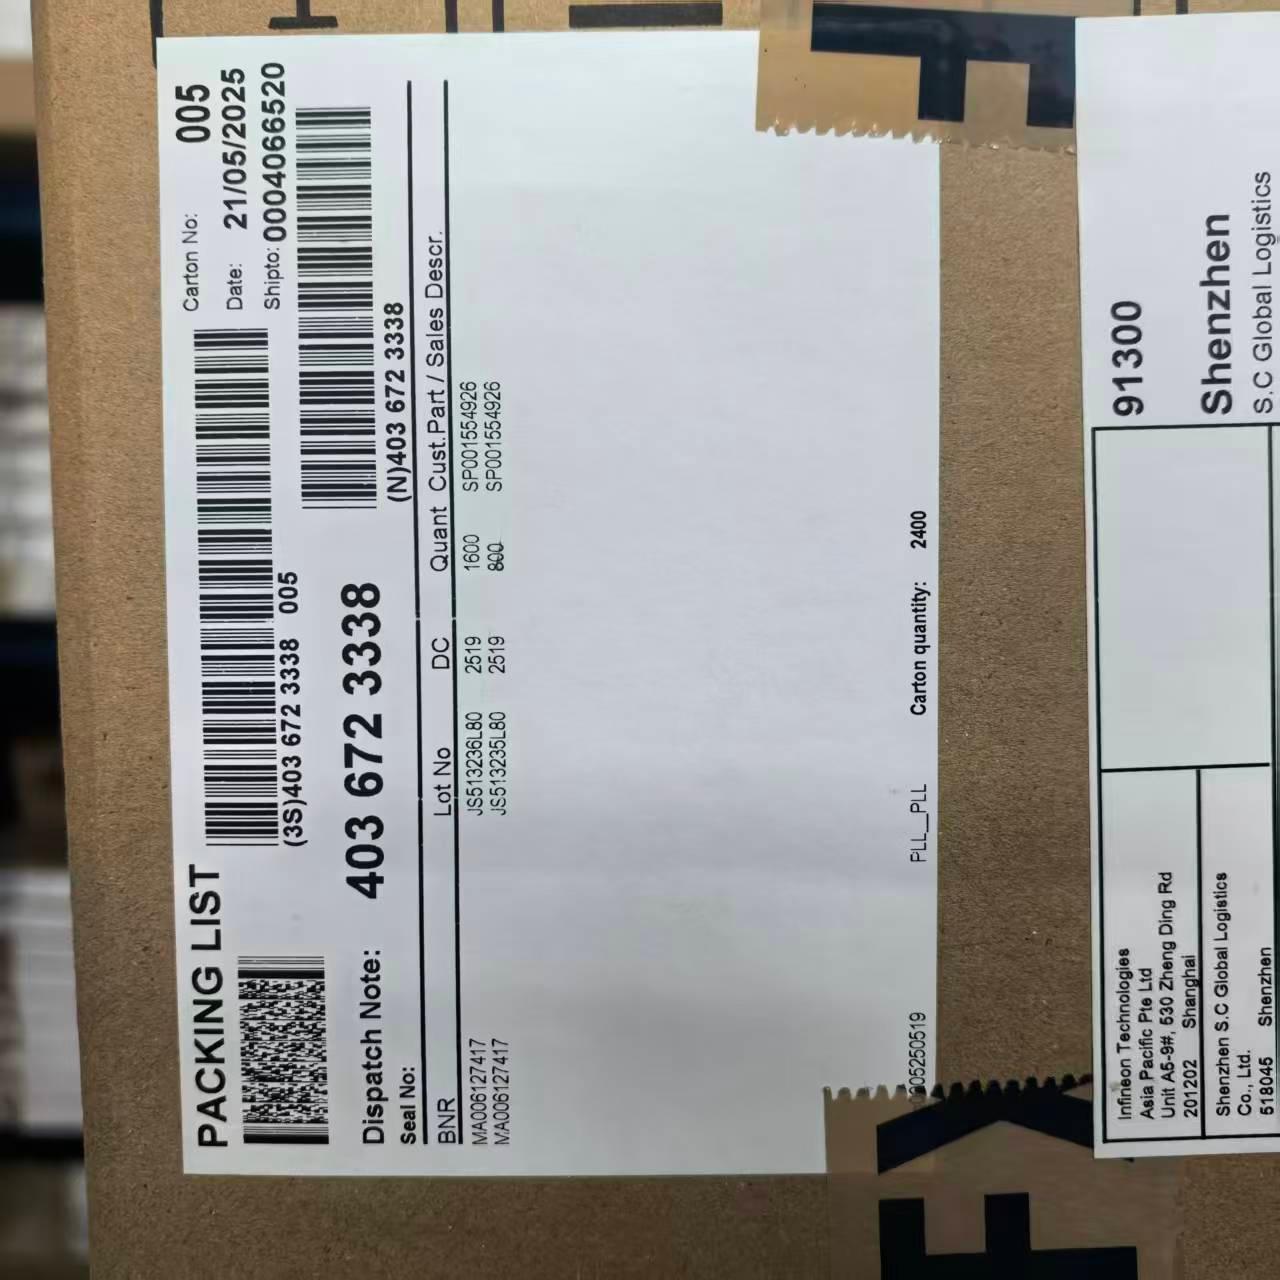 PACKING LIST
(3S)403 672 3338 005
Carton No: 005
Date: 21/05/2025
Shipto: 0004066520
Dispatch Note: 403 672 3338
(N)403 672 3338
Seal No:
BNR Lot No DC Quant Cust.Part / Sales Descr.
MA006127417 JS513236L80 2519 1600 SP001554926
MA006127417 JS513235L80 2519 800 SP001554926
05250519 PLL__PLL Carton quantity: 2400
Infineon Technologies
Asia Pacific Pte Ltd
Unit A5-9#, 530 Zheng Ding Rd
201202 Shanghai
Shenzhen S.C Global Logistics
Co., Ltd.
518045 Shenzhen
91300
Shenzhen
S.C Global Logistics